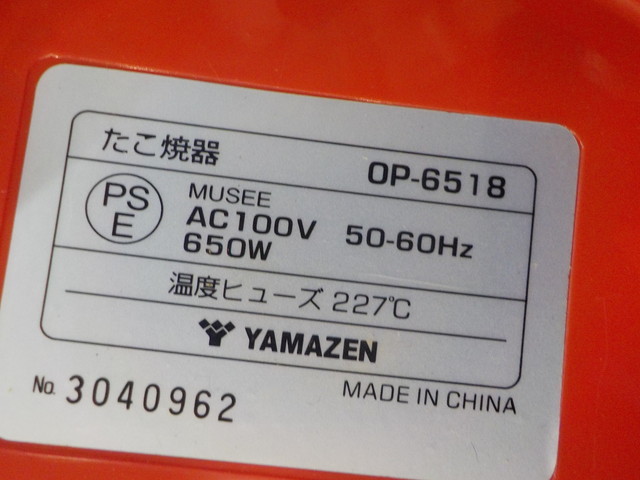 たこ焼器 OP-6518
PS
E
MUSEE
AC100V 50-60Hz
650W
温度ヒューズ 227℃
YAMAZEN
No. 3040962 MADE IN CHINA